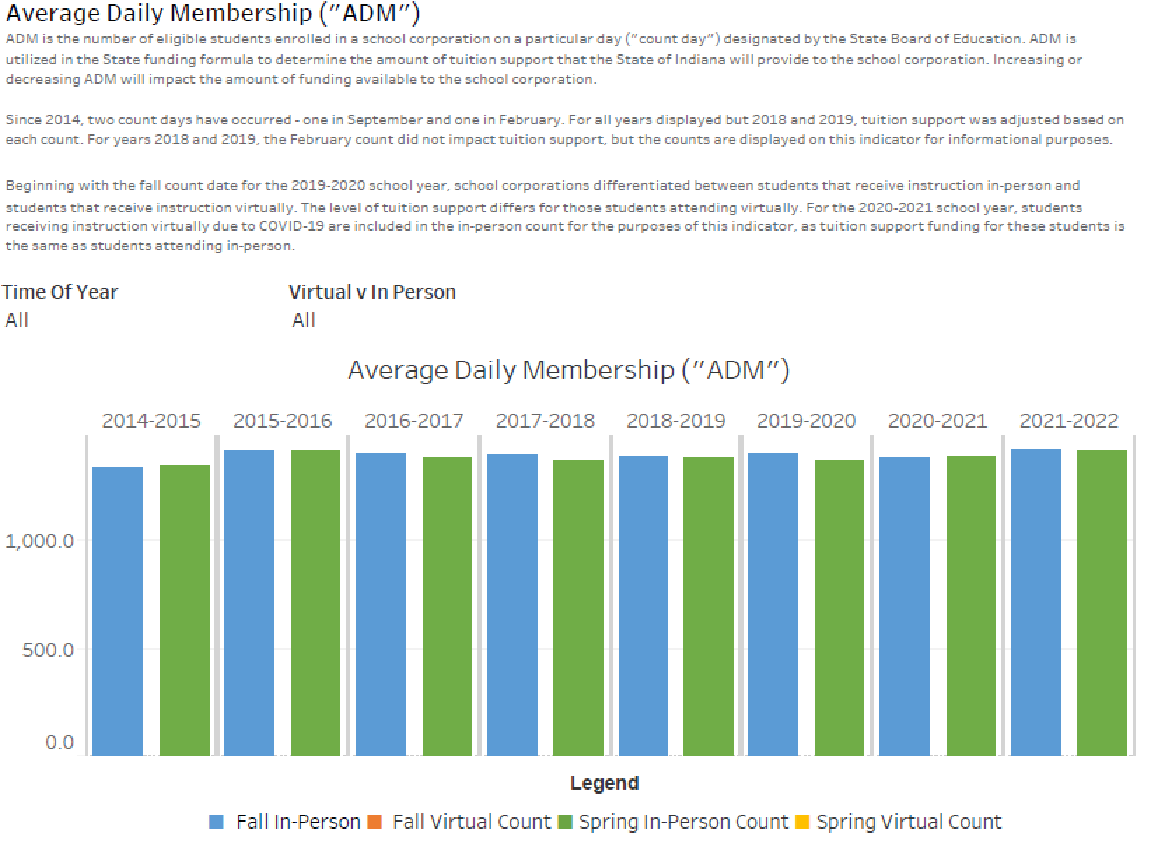 Average Daily Membership ("ADM")
ADM is the number of eligible students enrolled in a school corporation on a particular day ("count day") designated by the State Board of Education. ADM is
utilized in the State funding formula to determine the amount of tuition support that the State of Indiana will provide to the school corporation. Increasing or
decreasing ADM will impact the amount of funding available to the school corporation.
Since 2014, two count days have occurred - one in September and one in February. For all years displayed but 2018 and 2019, tuition support was adjusted based on
each count. For years 2018 and 2019, the February count did not impact tuition support, but the counts are displayed on this indicator for informational purposes.
Beginning with the fall count date for the 2019-2020 school year, school corporations differentiated between students that receive instruction in-person and
students that receive instruction virtually. The level of tuition support differs for those students attending virtually. For the 2020-2021 school year, students
receiving instruction virtually due to COVID-19 are included in the in-person count for the purposes of this indicator, as tuition support funding for these students is
the same as students attending in-person.
Time Of Year Virtual v In Person
All All
Average Daily Membership ("ADM")
2014-2015 2015-2016 2016-2017 2017-2018 2018-2019 2019-2020 2020-2021 2021-2022
1,000.0
500.0
0.0
Legend
Fall In-Person Fall Virtual Count Spring In-Person Count Spring Virtual Count